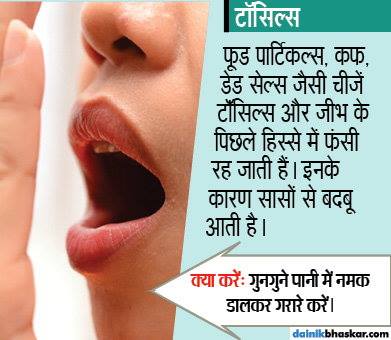 टॉसिल्स
फूड पार्टिकल्स, कफ,
डेड सेल्स जैसी चीजें
टॉसिल्स और जीभ के
पिछले हिस्से में फंसी
रह जाती हैं। इनके
कारण सासों से बदबू
आती है।
क्या करेंः गुनगुने पानी में नमक
डालकर गरारे करें।
dainikbhaskar.com